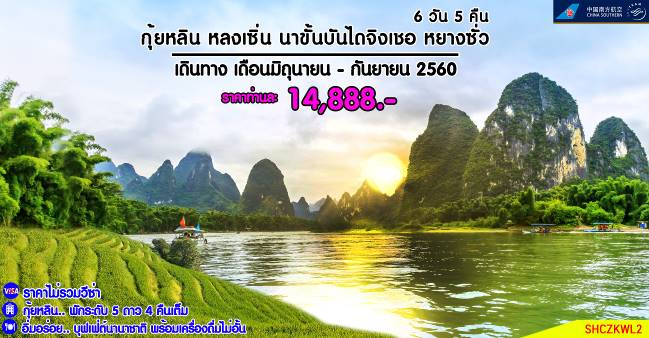 6 วัน 5 คืน
中国南方航空
CHINA SOUTHERN
กุ้ยหลิน หลงเซิ่น นาขั้นบันไดจิงเชอ หยางซั่ว
เดินทาง เดือนมิถุนายน - กันยายน 2560
ราคาท่านละ 14,888.-
VISA ราคาไม่รวมวีซ่า
กุ้ยหลิน.. พักระดับ 5 ดาว 4 คืนเต็ม
อิ่มอร่อย.. บุฟเฟ่ต์นานาชาติ พร้อมเครื่องดื่มไม่อั้น
SHCZKWL2